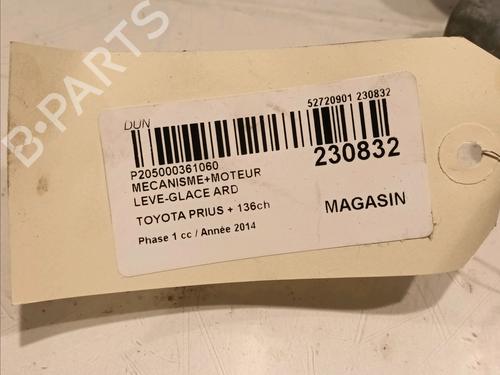 B-PARTS
DUN
52720901 230832
P205000361060
MECANISME+MOTEUR
LEVE-GLACE ARD
230832
TOYOTA PRIUS + 136ch
MAGASIN
Phase 1 cc / Année 2014